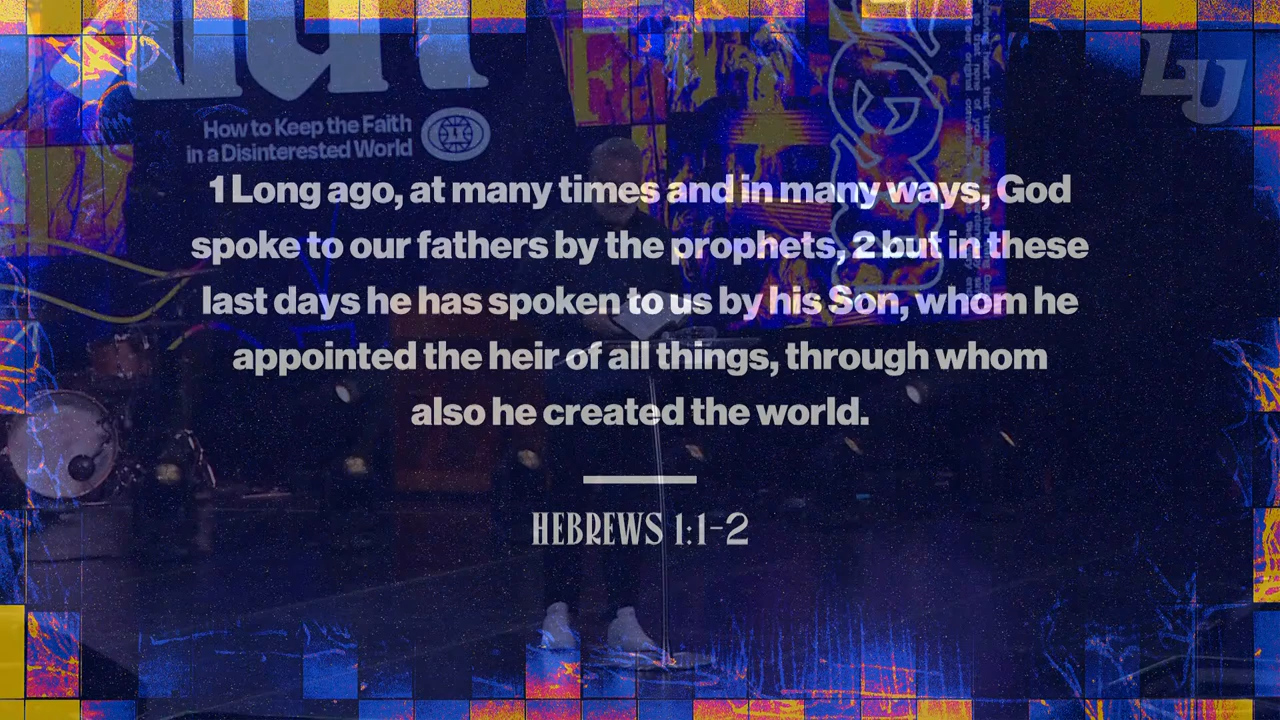 How to Keep the Faith
in a Disinterested World
LU
1 Long ago, at many times and in many ways, God
spoke to our fathers by the prophets, 2 but in these
last days he has spoken to us by his Son, whom he
appointed the heir of all things, through whom
also he created the world.
HEBREWS 1:1-2